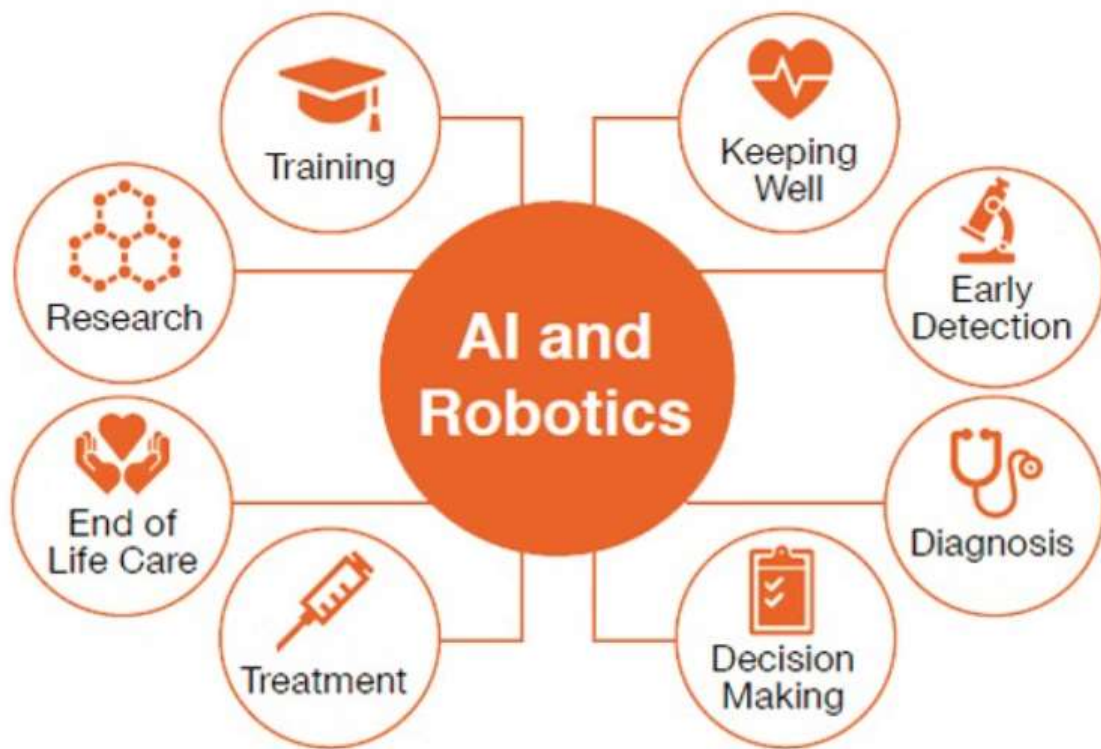 AI and
Robotics
Training
Keeping
Well
Early
Detection
Diagnosis
Decision
Making
Treatment
End of
Life Care
Research